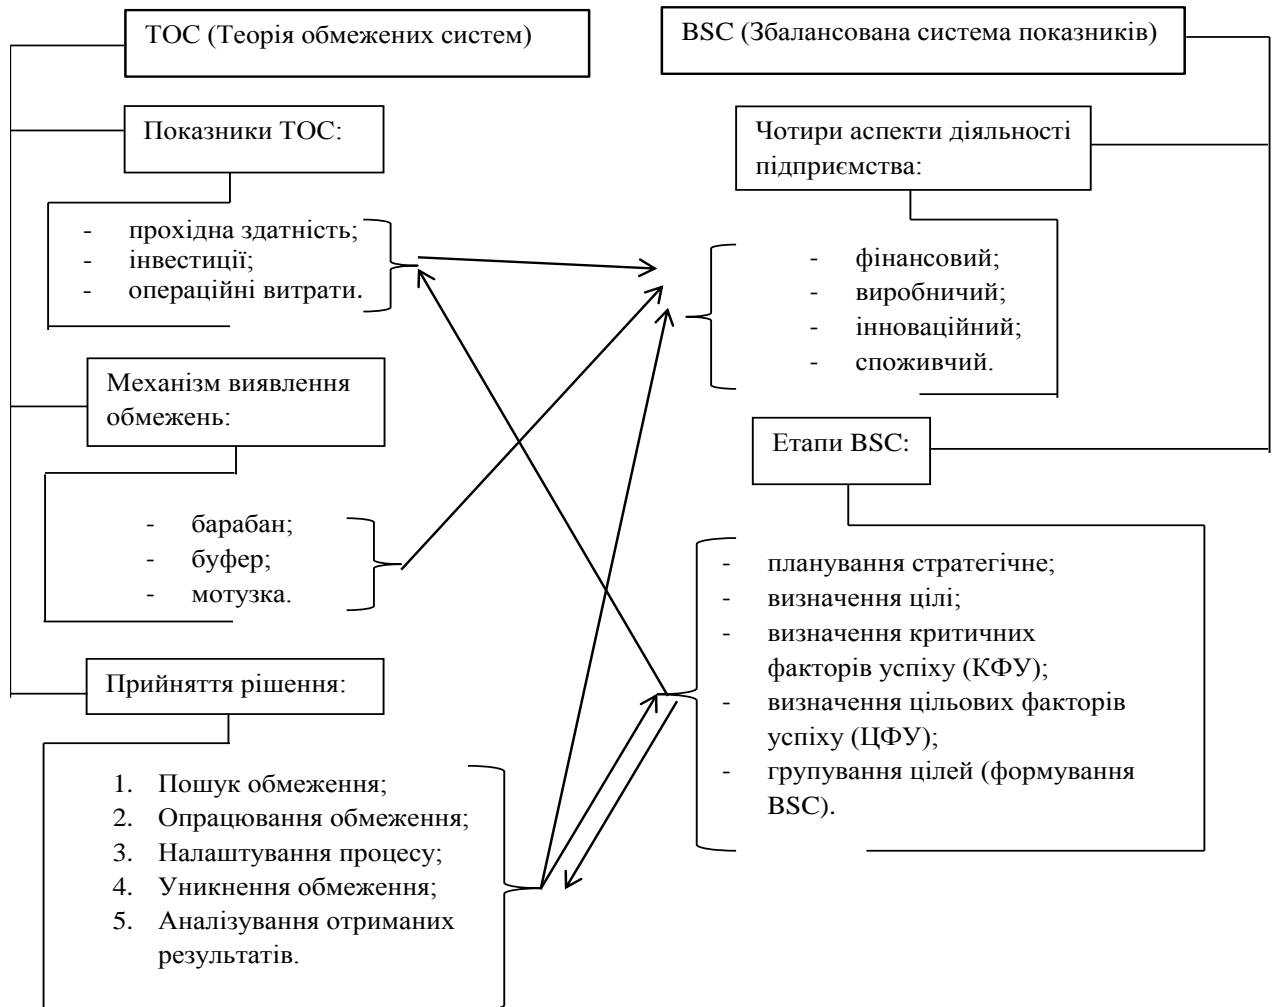 ТОС (Теорія обмежених систем)
Показники ТОС:
- прохідна здатність;
- інвестиції;
- операційні витрати.
Механізм виявлення
обмежень:
- барабан;
- буфер;
- мотузка.
Прийняття рішення:
1. Пошук обмеження;
2. Опрацювання обмеження;
3. Налаштування процесу;
4. Уникнення обмеження;
5. Аналізування отриманих
результатів.
BSC (Збалансована система показників)
Чотири аспекти діяльності
підприємства:
- фінансовий;
- виробничий;
- інноваційний;
- споживчий.
Етапи BSC:
- планування стратегічне;
- визначення цілі;
- визначення критичних
факторів успіху (КФУ);
- визначення цільових факторів
успіху (ЦФУ);
- групування цілей (формування
BSC).